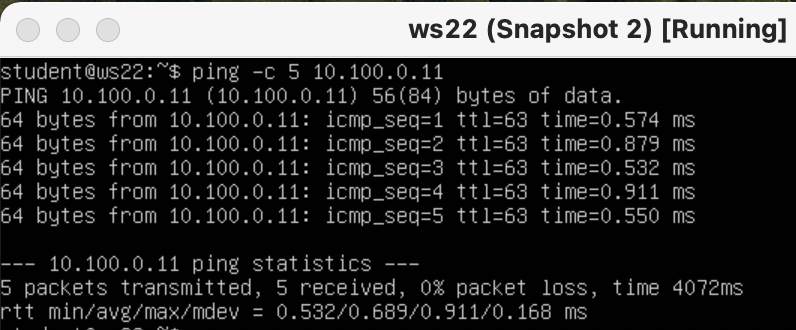 ws22 (Snapshot 2) [Running]
student@ws22:~$ ping -c 5 10.100.0.11
PING 10.100.0.11 (10.100.0.11) 56(84) bytes of data.
64 bytes from 10.100.0.11: icmp_seq=1 ttl=63 time=0.574 ms
64 bytes from 10.100.0.11: icmp_seq=2 ttl=63 time=0.879 ms
64 bytes from 10.100.0.11: icmp_seq=3 ttl=63 time=0.532 ms
64 bytes from 10.100.0.11: icmp_seq=4 ttl=63 time=0.911 ms
64 bytes from 10.100.0.11: icmp_seq=5 ttl=63 time=0.550 ms
--- 10.100.0.11 ping statistics ---
5 packets transmitted, 5 received, 0% packet loss, time 4072ms
rtt min/avg/max/mdev = 0.532/0.689/0.911/0.168 ms